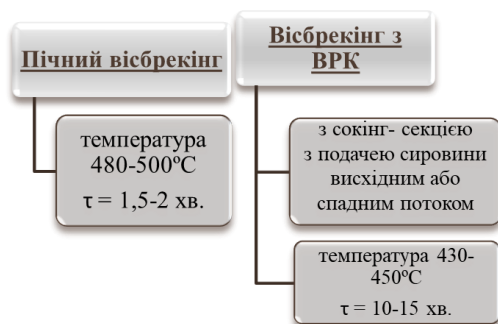 Пічний вісбрекінг
температура
480-500ºС
τ = 1,5-2 хв.
Вісбрекінг з
ВРК
з сокінг- секцією
з подачею сировини
висхідним або
спадним потоком
температура 430-
450ºС
τ = 10-15 хв.